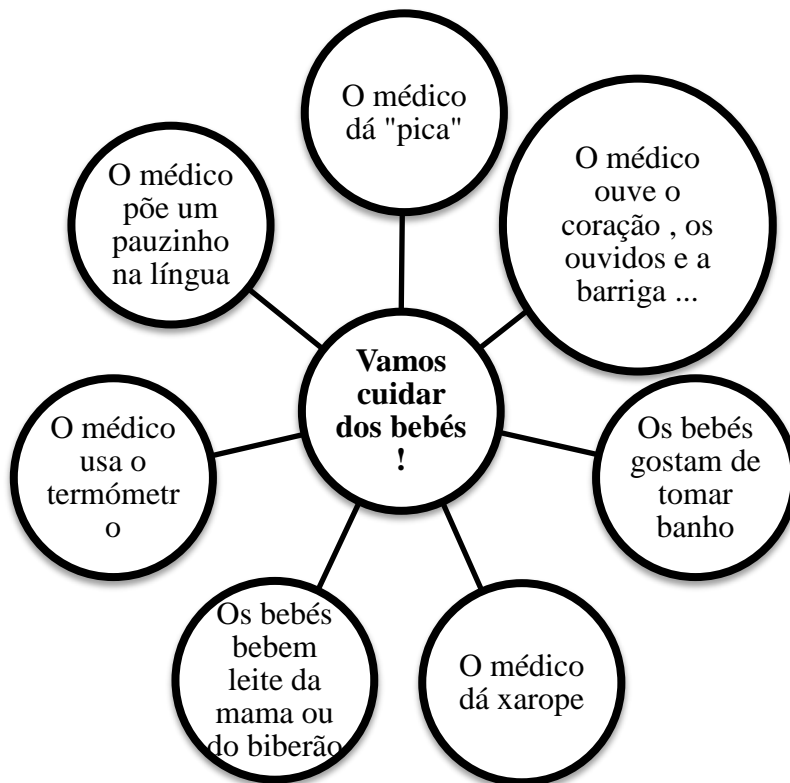 O médico
dá "pica"
O médico
ouve o
coração , os
ouvidos e a
barriga ...
O médico
põe um
pauzinho
na língua
Vamos
cuidar
dos bebés
!
O médico
usa o
termómetr
o
Os bebés
gostam de
tomar
banho
Os bebés
bebem
leite da
mama ou
do biberão
O médico
dá xarope